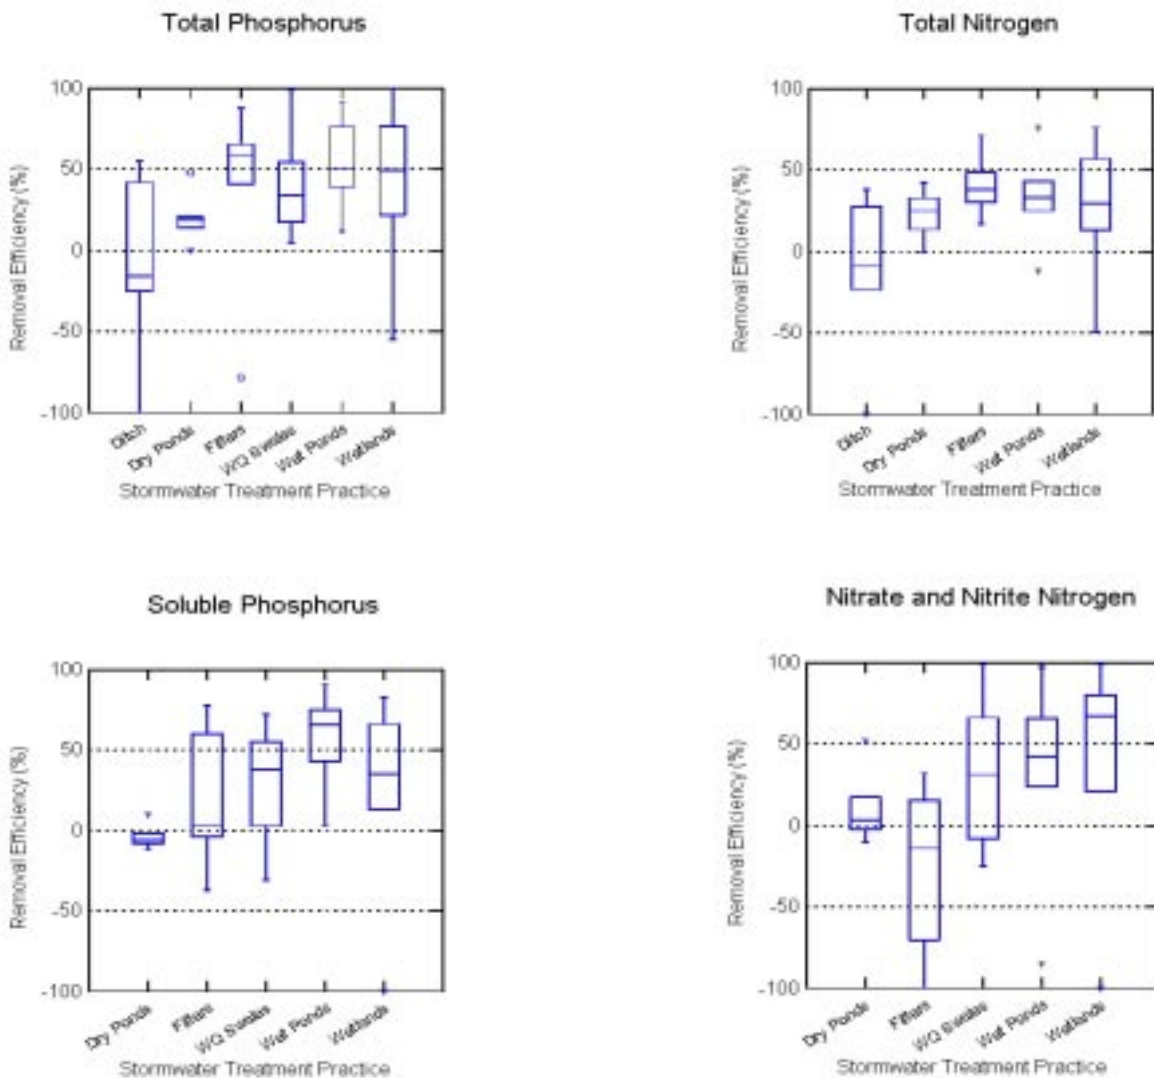 Total Phosphorus
100
50
0
-50
-100
Removal Efficiency (%)
Ditch
Dry Ponds
Filters
WQ Swales
Wet Ponds
Wetlands
Stormwater Treatment Practice
Total Nitrogen
100
50
0
-50
-100
Removal Efficiency (%)
Ditch
Dry Ponds
Filters
Wet Ponds
Wetlands
Stormwater Treatment Practice
Soluble Phosphorus
100
50
0
-50
-100
Removal Efficiency (%)
Dry Ponds
Filters
WQ Swales
Wet Ponds
Wetlands
Stormwater Treatment Practice
Nitrate and Nitrite Nitrogen
100
50
0
-50
-100
Removal Efficiency (%)
Dry Ponds
Filters
WQ Swales
Wet Ponds
Wetlands
Stormwater Treatment Practice